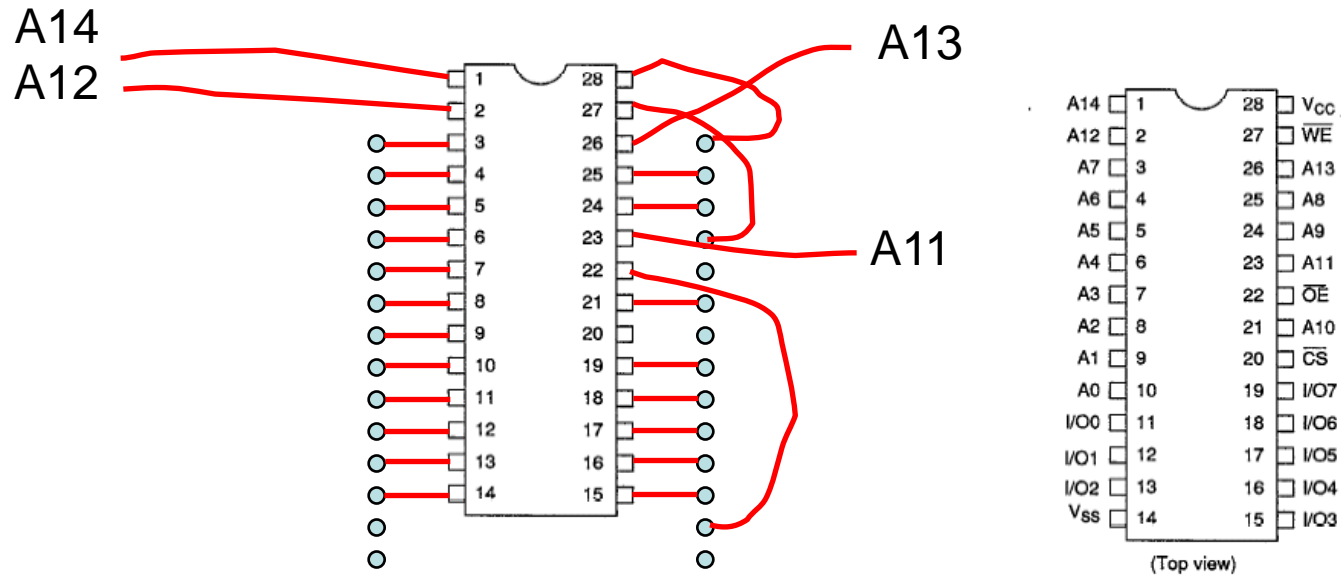 A14
A12
A13
A11
1 28
2 27
3 26
4 25
5 24
6 23
7 22
8 21
9 20
10 19
11 18
12 17
13 16
14 15
A14 1 28 VCC
A12 2 27 W̅E̅
A7 3 26 A13
A6 4 25 A8
A5 5 24 A9
A4 6 23 A11
A3 7 22 O̅E̅
A2 8 21 A10
A1 9 20 C̅S̅
A0 10 19 I/O7
I/O0 11 18 I/O6
I/O1 12 17 I/O5
I/O2 13 16 I/O4
VSS 14 15 I/O3
(Top view)